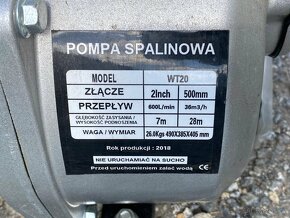 POMPA SPALINOWA
MODEL WT20
ZŁĄCZE 2Inch 500mm
PRZEPŁYW 600L/min 36m3/h
GŁĘBOKOŚĆ ZASYSANIA/
WYSOKOŚĆ PODNOSZENIA 7m 28m
WAGA / WYMIAR 26.0Kgs 490X385X405 mm
Rok produkcji : 2018
NIE URUCHAMIAĆ NA SUCHO
Przed uruchomieniem zalść wodą